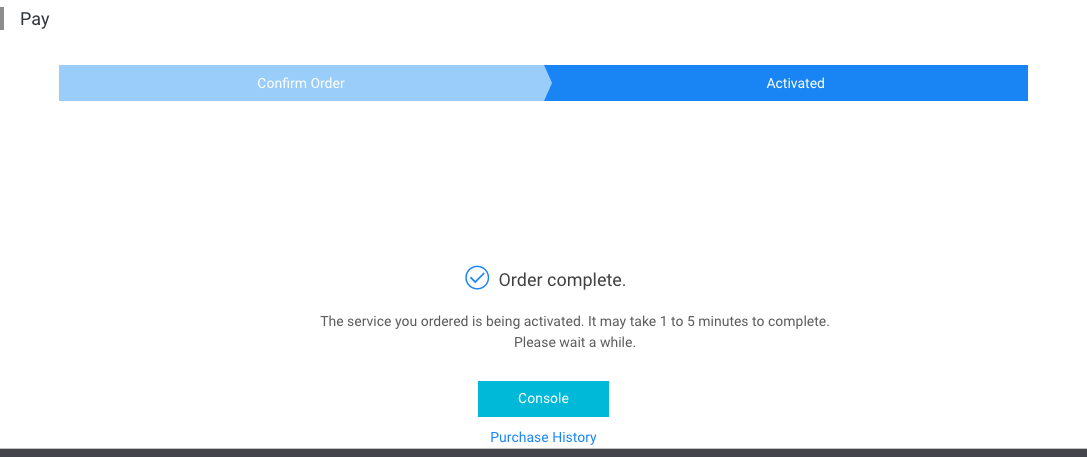 Pay
Confirm Order
Activated
Order complete.
The service you ordered is being activated. It may take 1 to 5 minutes to complete.
Please wait a while.
Console
Purchase History